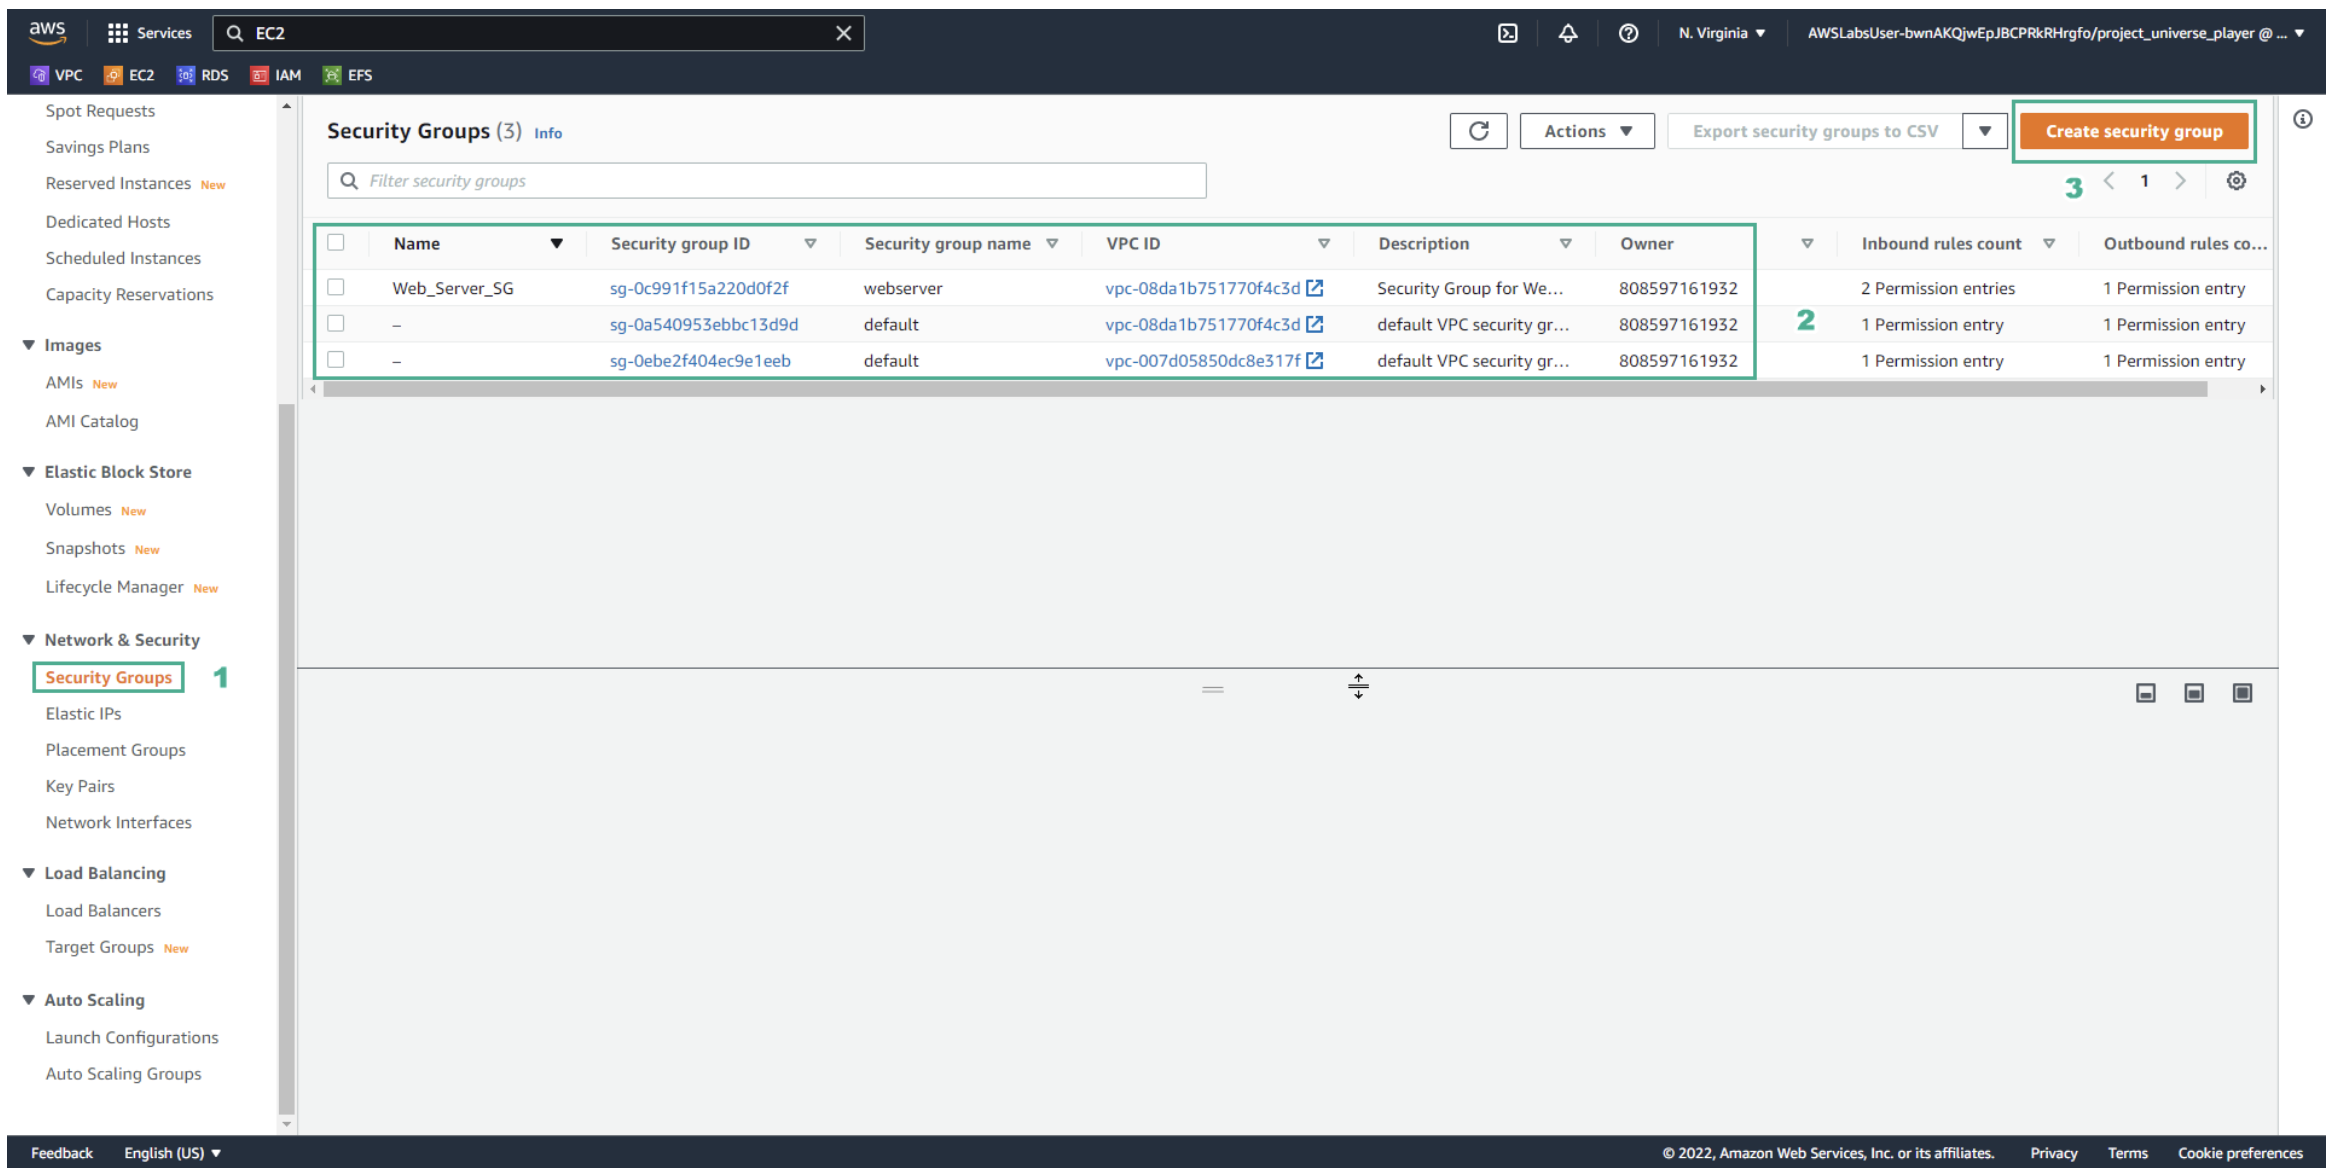 aws Services EC2 N. Virginia ▼ AWSLabsUser-bwnAKQjwEpJBCPRkRHrgfo/project_universe_player @ ... ▼
VPC EC2 RDS IAM EFS
Spot Requests
Savings Plans
Reserved Instances New
Dedicated Hosts
Scheduled Instances
Capacity Reservations
Images
AMIs New
AMI Catalog
Elastic Block Store
Volumes New
Snapshots New
Lifecycle Manager New
Network & Security
Security Groups 1
Elastic IPs
Placement Groups
Key Pairs
Network Interfaces
Load Balancing
Load Balancers
Target Groups New
Auto Scaling
Launch Configurations
Auto Scaling Groups
Security Groups (3) Info Actions ▼ Export security groups to CSV ▼ Create security group
Filter security groups 3 < 1 >
Name Security group ID Security group name VPC ID Description Owner Inbound rules count Outbound rules co...
Web_Server_SG sg-0c991f15a220d0f2f webserver vpc-08da1b751770f4c3d Security Group for We... 808597161932 2 Permission entries 1 Permission entry
– sg-0a540953ebbc13d9d default vpc-08da1b751770f4c3d default VPC security gr... 808597161932 2 1 Permission entry 1 Permission entry
– sg-0ebe2f404ec9e1eeb default vpc-007d05850dc8e317f default VPC security gr... 808597161932 1 Permission entry 1 Permission entry
Feedback English (US) ▼ © 2022, Amazon Web Services, Inc. or its affiliates. Privacy Terms Cookie preferences